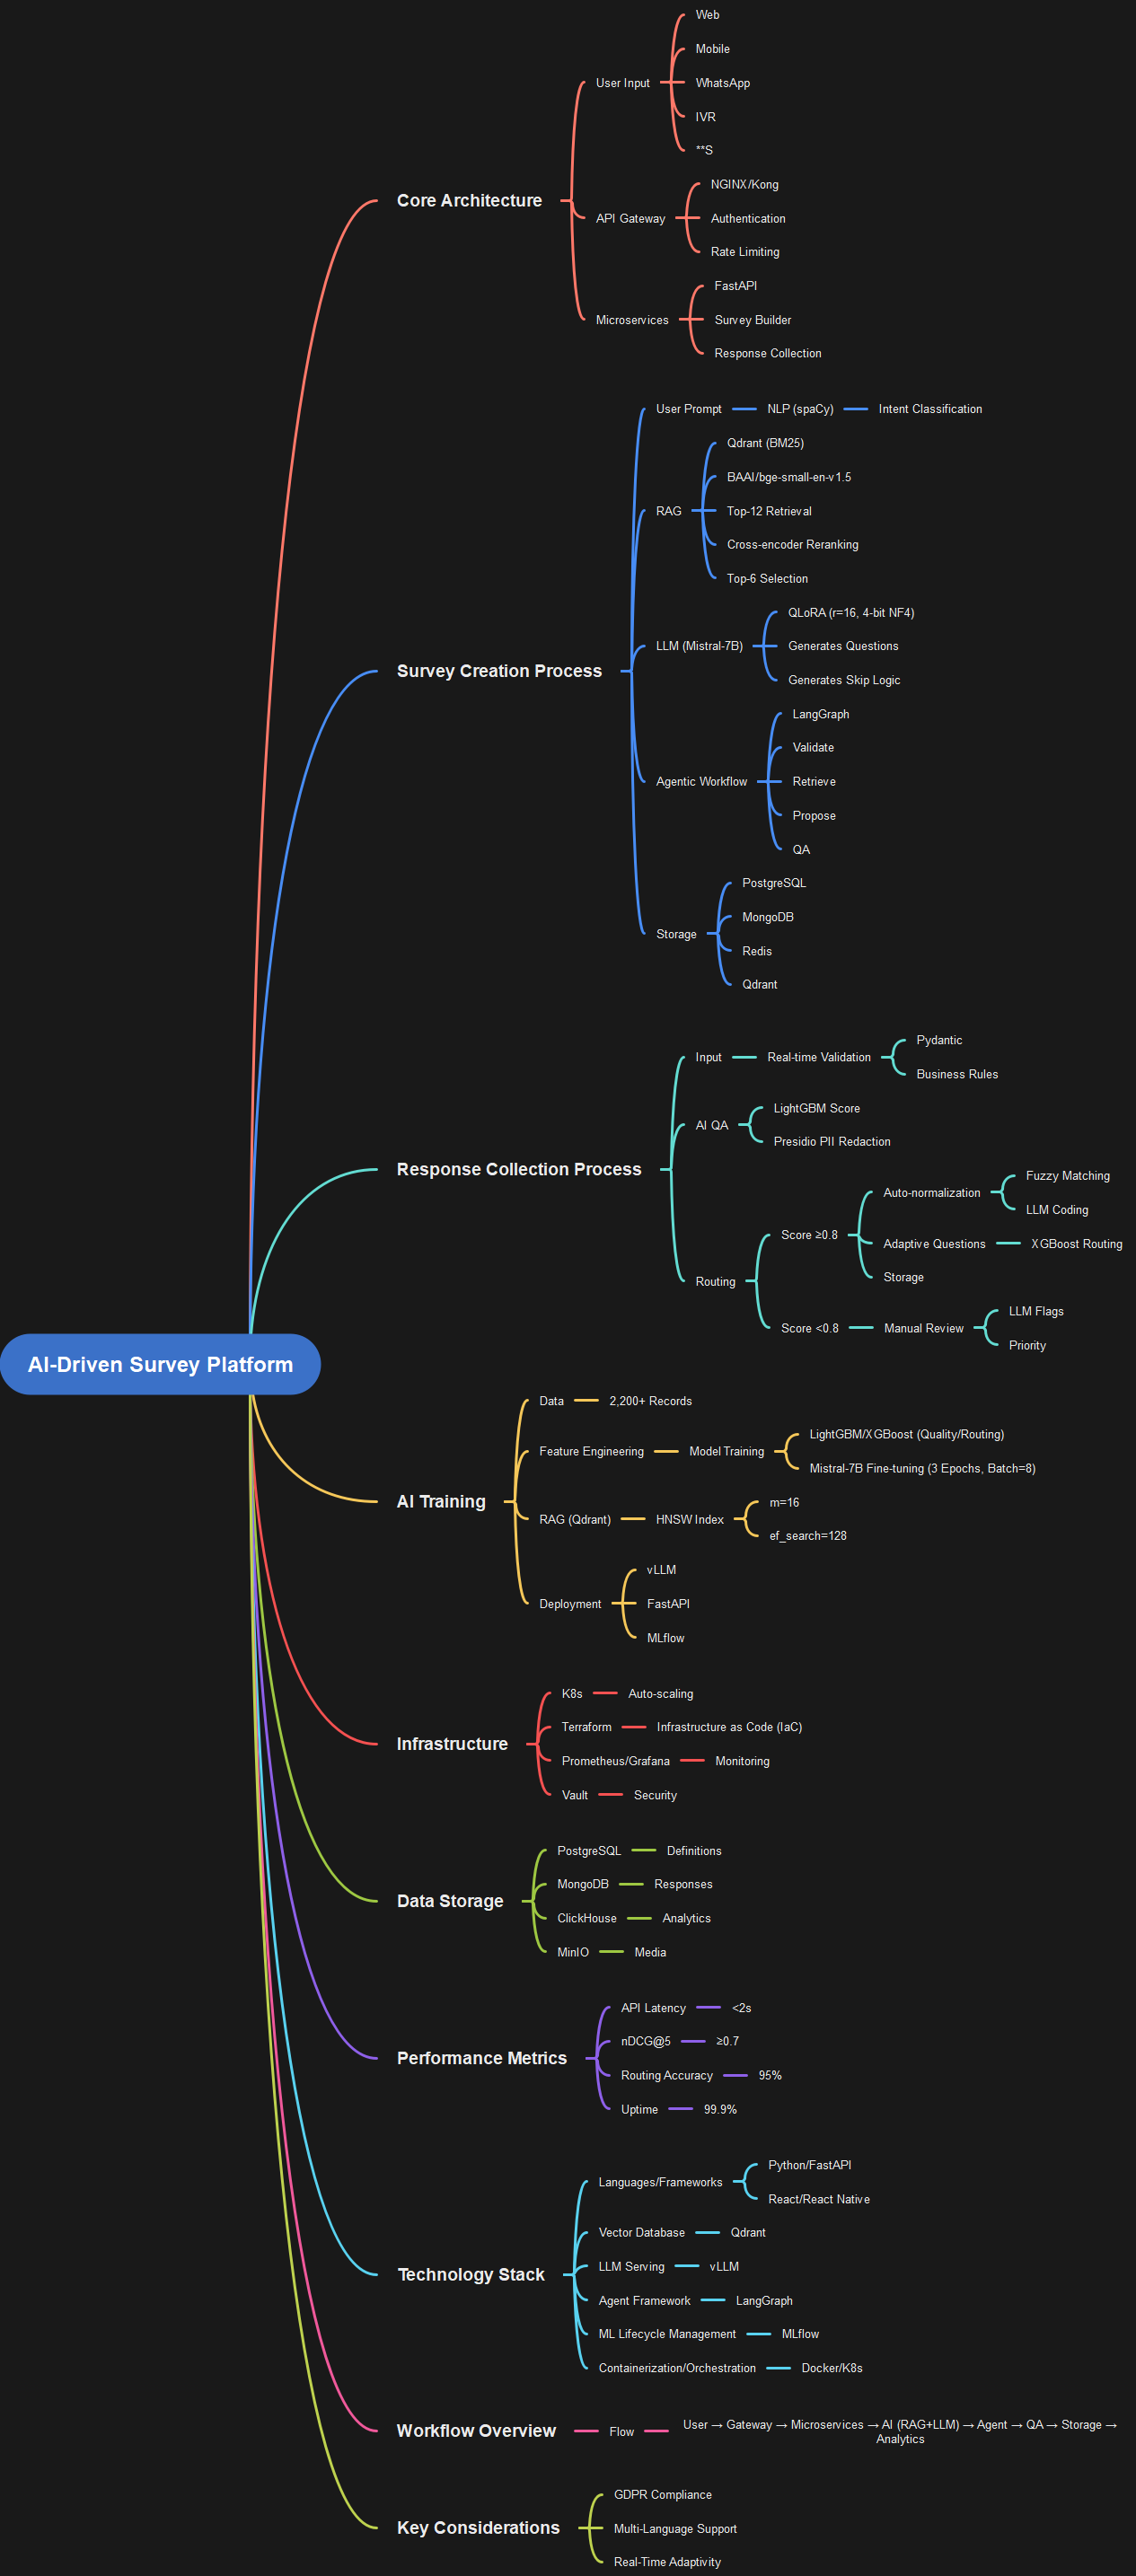 Web
Mobile
User Input
WhatsApp
IVR
**S
Core Architecture
NGINX/Kong
API Gateway
Authentication
Rate Limiting
FastAPI
Microservices
Survey Builder
Response Collection
User Prompt
NLP (spaCy)
Intent Classification
Qdrant (BM25)
BAAI/bge-small-en-v1.5
RAG
Top-12 Retrieval
Cross-encoder Reranking
Top-6 Selection
QLoRA (r=16, 4-bit NF4)
LLM (Mistral-7B)
Generates Questions
Survey Creation Process
Generates Skip Logic
LangGraph
Validate
Agentic Workflow
Retrieve
Propose
QA
PostgreSQL
MongoDB
Storage
Redis
Qdrant
Input
Real-time Validation
Pydantic
Business Rules
AI QA
LightGBM Score
Presidio PII Redaction
Response Collection Process
Auto-normalization
Fuzzy Matching
LLM Coding
Score ≥0.8
Adaptive Questions
XGBoost Routing
Routing
Storage
Score <0.8
Manual Review
LLM Flags
Priority
AI-Driven Survey Platform
Data
2,200+ Records
Feature Engineering
Model Training
LightGBM/XGBoost (Quality/Routing)
Mistral-7B Fine-tuning (3 Epochs, Batch=8)
AI Training
RAG (Qdrant)
HNSW Index
m=16
ef_search=128
vLLM
Deployment
FastAPI
MLflow
K8s
Auto-scaling
Terraform
Infrastructure as Code (IaC)
Infrastructure
Prometheus/Grafana
Monitoring
Vault
Security
PostgreSQL
Definitions
MongoDB
Responses
Data Storage
ClickHouse
Analytics
MinIO
Media
API Latency
<2s
nDCG@5
≥0.7
Performance Metrics
Routing Accuracy
95%
Uptime
99.9%
Languages/Frameworks
Python/FastAPI
React/React Native
Vector Database
Qdrant
LLM Serving
vLLM
Technology Stack
Agent Framework
LangGraph
ML Lifecycle Management
MLflow
Containerization/Orchestration
Docker/K8s
Workflow Overview
Flow
User → Gateway → Microservices → AI (RAG+LLM) → Agent → QA → Storage →
Analytics
GDPR Compliance
Key Considerations
Multi-Language Support
Real-Time Adaptivity